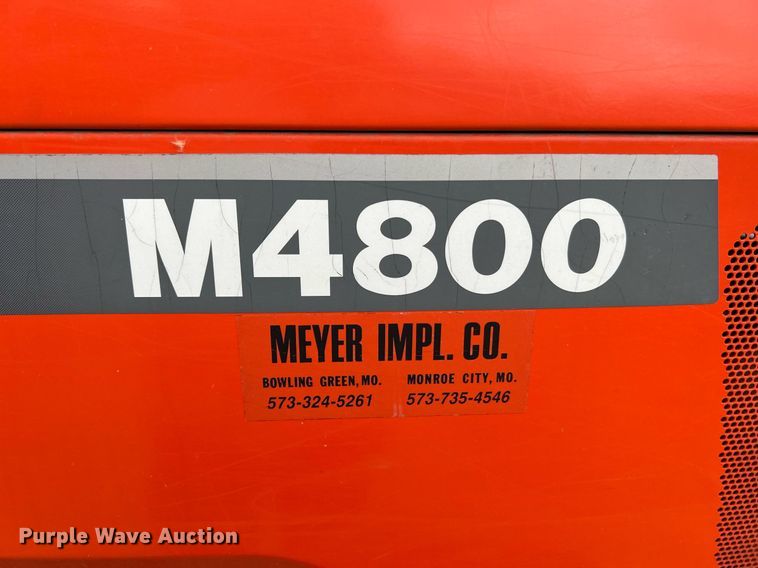 M4800
MEYER IMPL. CO.
BOWLING GREEN, MO. MONROE CITY, MO.
573-324-5261 573-735-4546
Purple Wave Auction